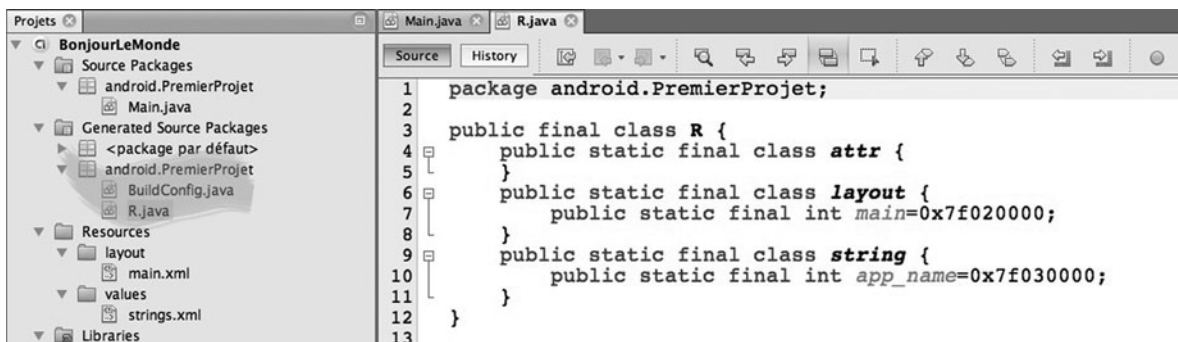 Projets
BonjourLeMonde
Source Packages
android.PremierProjet
Main.java
Generated Source Packages
<package par défaut>
android.PremierProjet
BuildConfig.java
R.java
Resources
layout
main.xml
values
strings.xml
Libraries
Main.java R.java
Source History
1 package android.PremierProjet;
2
3 public final class R {
4 public static final class attr {
5 }
6 public static final class layout {
7 public static final int main=0x7f020000;
8 }
9 public static final class string {
10 public static final int app_name=0x7f030000;
11 }
12 }
13